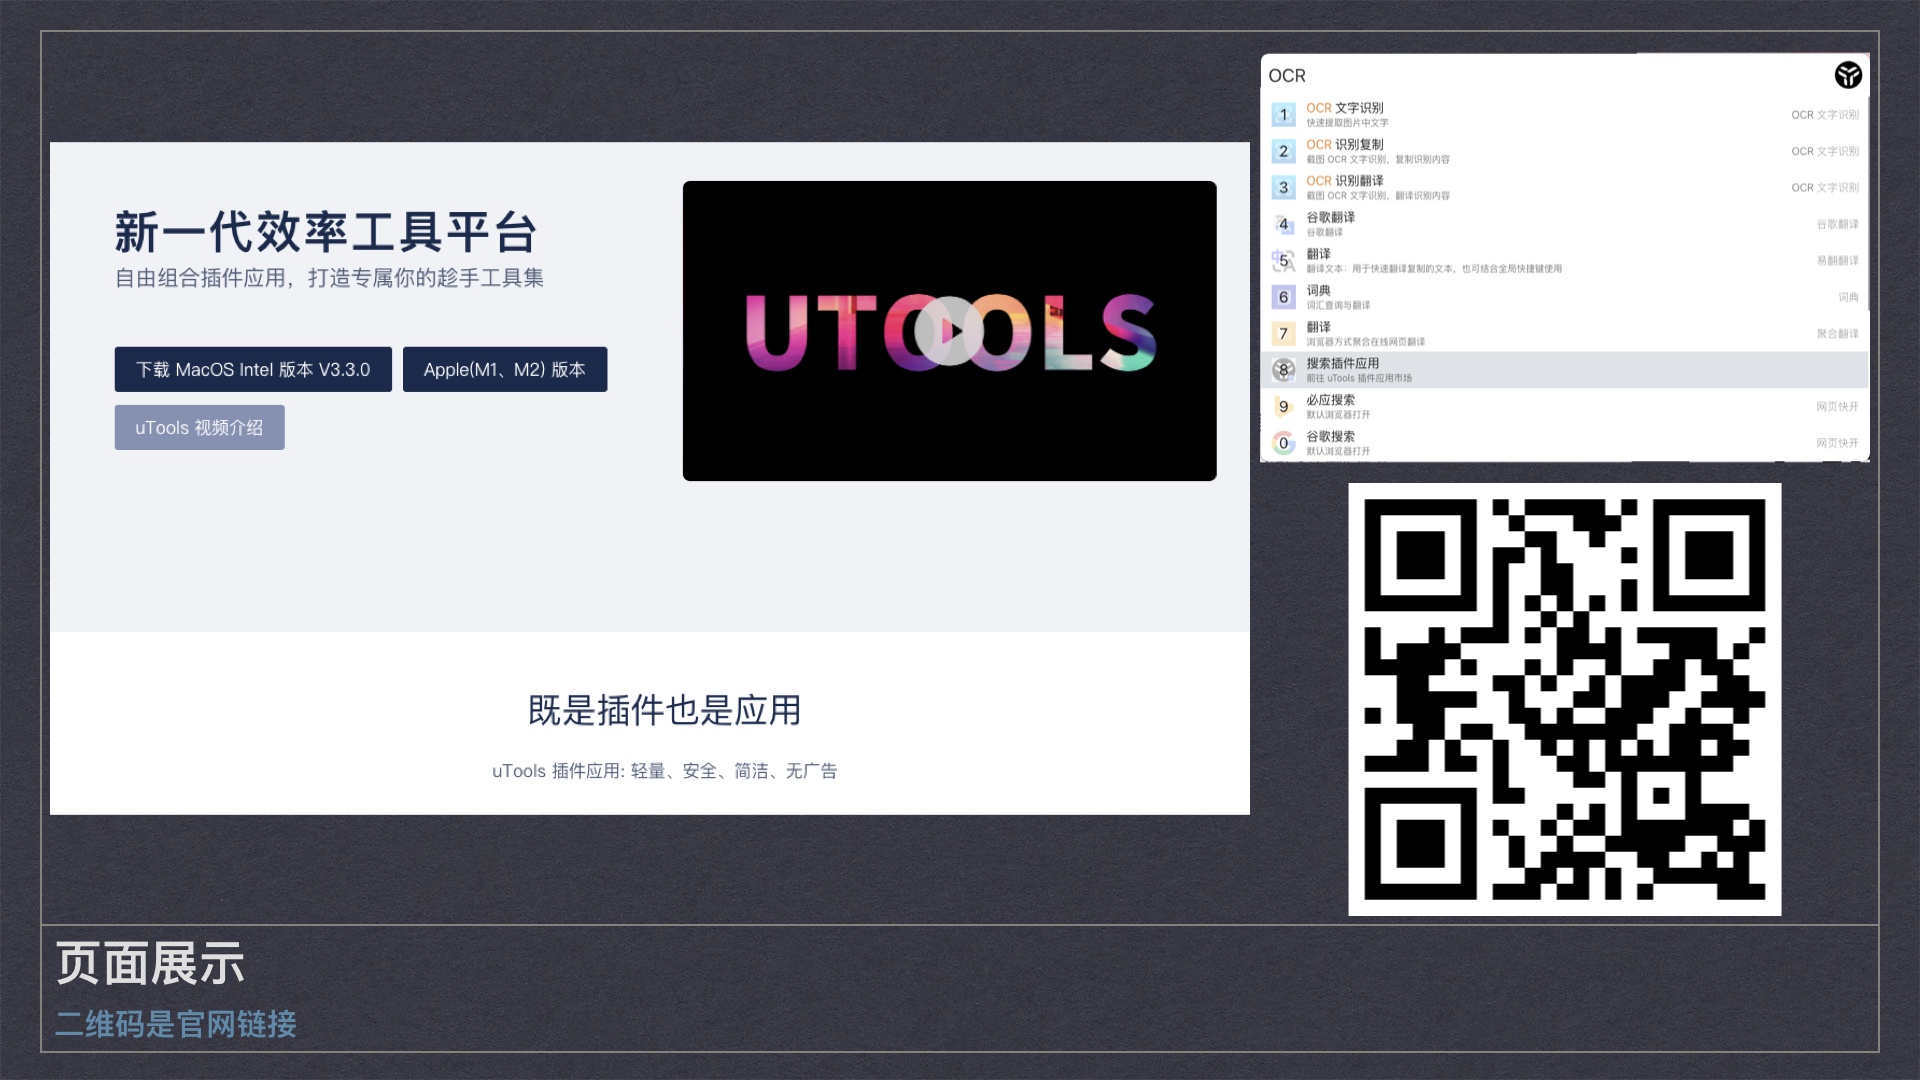 新一代效率工具平台
自由组合插件应用，打造专属你的趁手工具集
下载 MacOS Intel 版本 V3.3.0
Apple(M1、M2) 版本
uTools 视频介绍
UTOOLS
既是插件也是应用
uTools 插件应用: 轻量、安全、简洁、无广告
OCR
1
OCR 文字识别
快速提取图片中文字
OCR 文字识别
2
OCR 识别复制
截图 OCR 文字识别，复制识别内容
OCR 文字识别
3
OCR 识别翻译
截图 OCR 文字识别，翻译识别内容
OCR 文字识别
4
谷歌翻译
谷歌翻译
谷歌翻译
5
翻译
翻译文本：用于快速翻译复制的文本，也可结合全局快捷键使用
易翻翻译
6
词典
词汇查询与翻译
词典
7
翻译
浏览器方式聚合在线网页翻译
聚合翻译
8
搜索插件应用
前往 uTools 插件应用市场
9
必应搜索
默认浏览器打开
网页快开
0
谷歌搜索
默认浏览器打开
网页快开
页面展示
二维码是官网链接